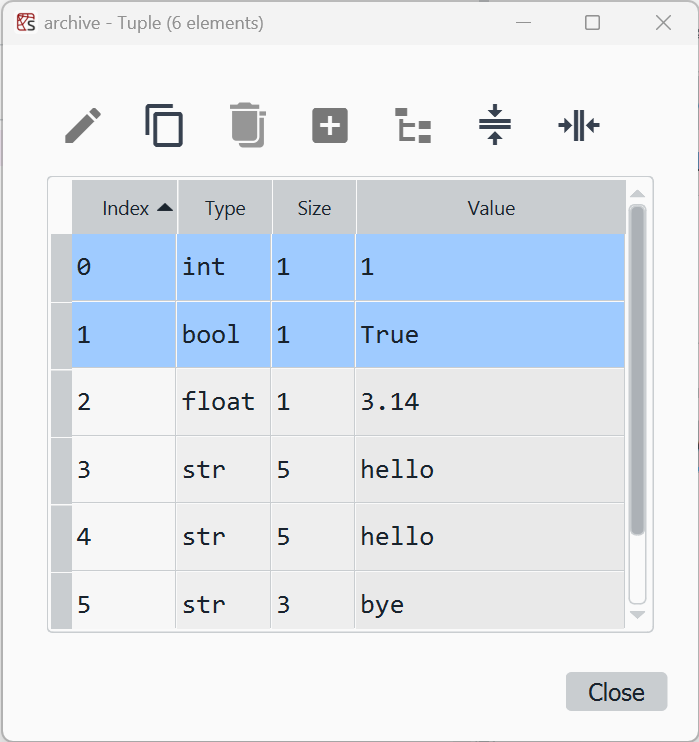 archive - Tuple (6 elements)
Index Type Size Value
0 int 1 1
1 bool 1 True
2 float 1 3.14
3 str 5 hello
4 str 5 hello
5 str 3 bye
Close